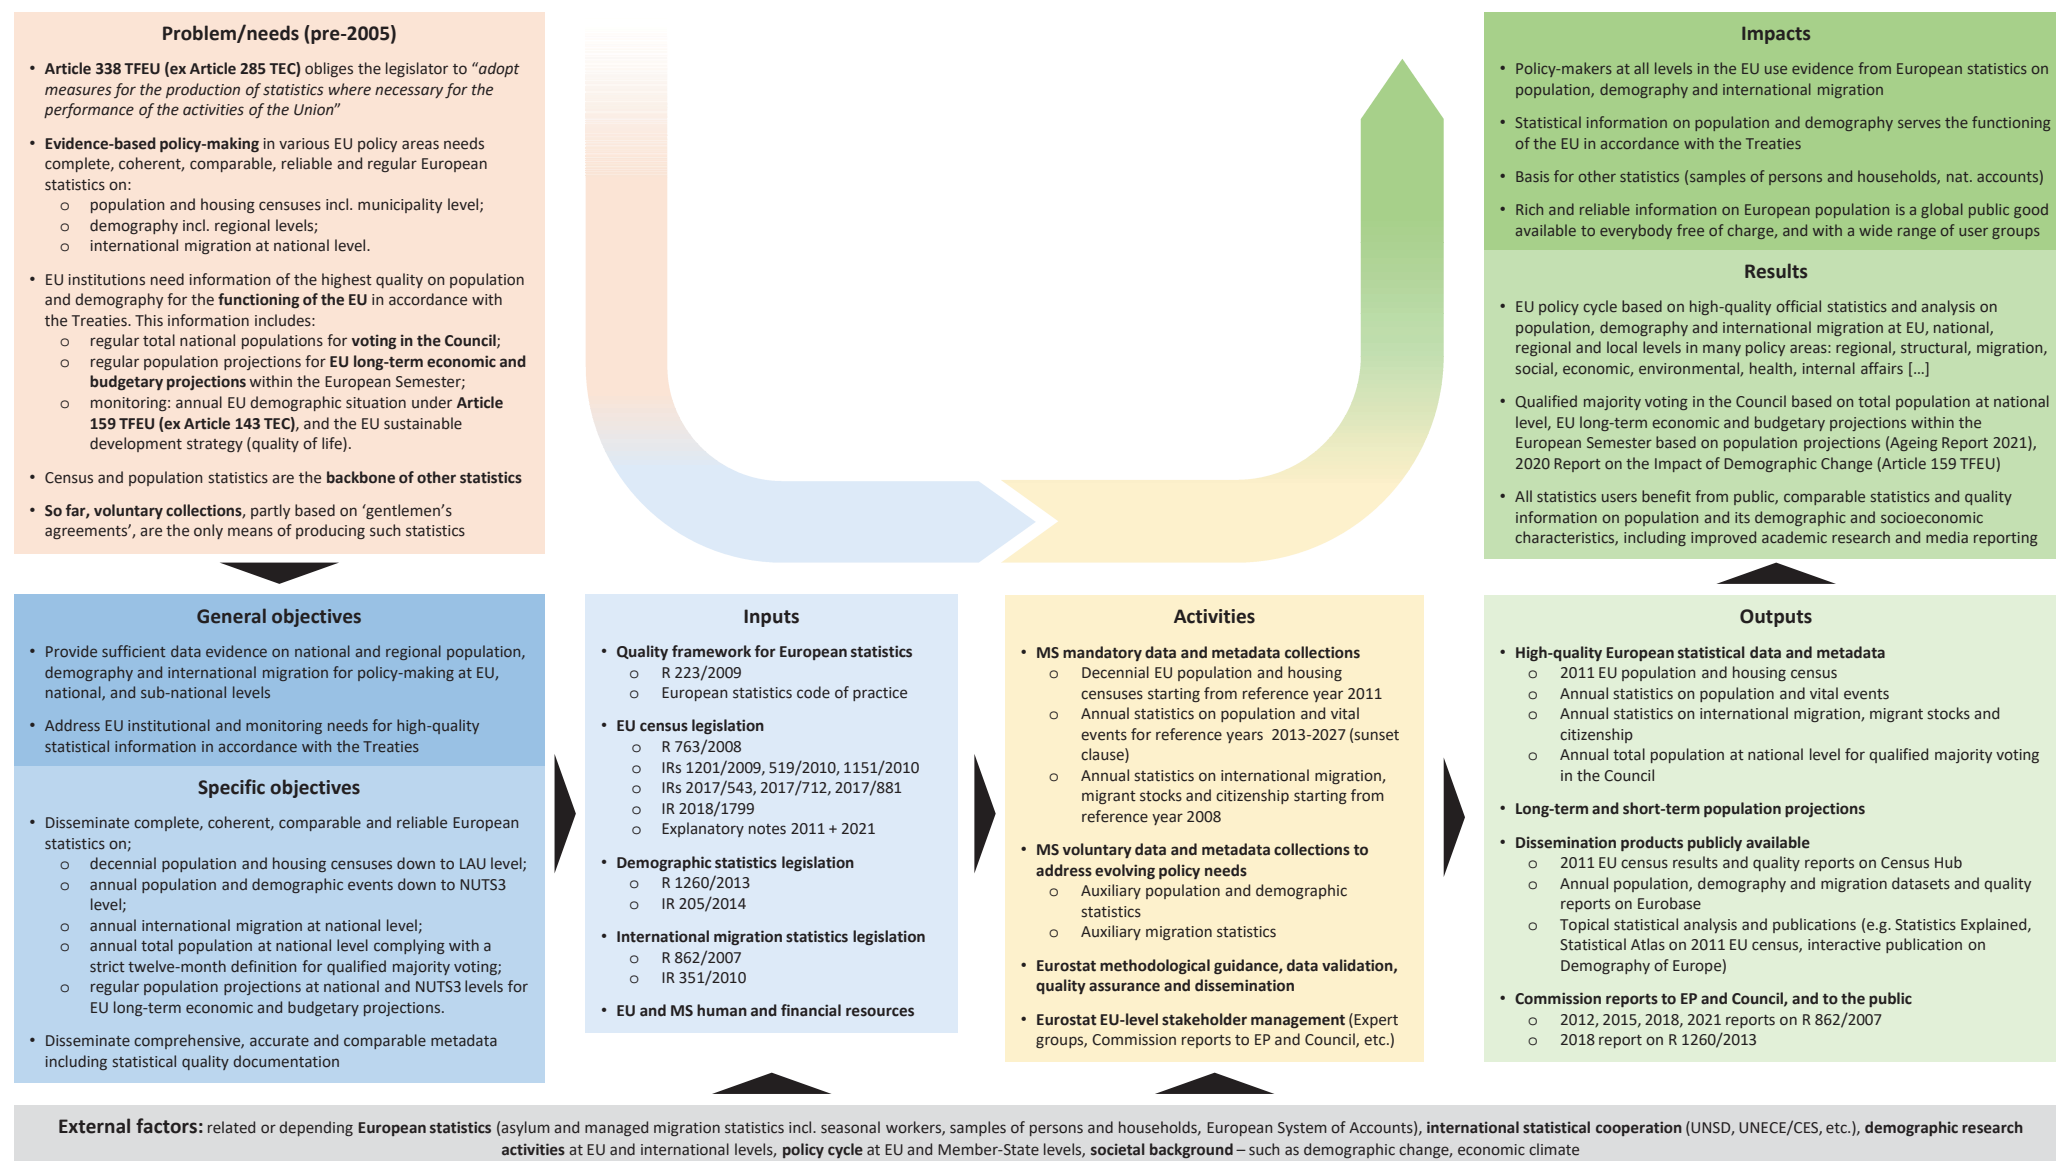 Problem/needs (pre-2005)
• Article 338 TFEU (ex Article 285 TEC) obliges the legislator to “adopt
measures for the production of statistics where necessary for the
performance of the activities of the Union”
• Evidence-based policy-making in various EU policy areas needs
complete, coherent, comparable, reliable and regular European
statistics on:
o population and housing censuses incl. municipality level;
o demography incl. regional levels;
o international migration at national level.
• EU institutions need information of the highest quality on population
and demography for the functioning of the EU in accordance with
the Treaties. This information includes:
o regular total national populations for voting in the Council;
o regular population projections for EU long-term economic and
budgetary projections within the European Semester;
o monitoring: annual EU demographic situation under Article
159 TFEU (ex Article 143 TEC), and the EU sustainable
development strategy (quality of life).
• Census and population statistics are the backbone of other statistics
• So far, voluntary collections, partly based on ‘gentlemen’s
agreements’, are the only means of producing such statistics
General objectives
• Provide sufficient data evidence on national and regional population,
demography and international migration for policy-making at EU,
national, and sub-national levels
• Address EU institutional and monitoring needs for high-quality
statistical information in accordance with the Treaties
Specific objectives
• Disseminate complete, coherent, comparable and reliable European
statistics on;
o decennial population and housing censuses down to LAU level;
o annual population and demographic events down to NUTS3
level;
o annual international migration at national level;
o annual total population at national level complying with a
strict twelve-month definition for qualified majority voting;
o regular population projections at national and NUTS3 levels for
EU long-term economic and budgetary projections.
• Disseminate comprehensive, accurate and comparable metadata
including statistical quality documentation
Inputs
• Quality framework for European statistics
o R 223/2009
o European statistics code of practice
• EU census legislation
o R 763/2008
o IRs 1201/2009, 519/2010, 1151/2010
o IRs 2017/543, 2017/712, 2017/881
o IR 2018/1799
o Explanatory notes 2011 + 2021
• Demographic statistics legislation
o R 1260/2013
o IR 205/2014
• International migration statistics legislation
o R 862/2007
o IR 351/2010
• EU and MS human and financial resources
Activities
• MS mandatory data and metadata collections
o Decennial EU population and housing
censuses starting from reference year 2011
o Annual statistics on population and vital
events for reference years 2013-2027 (sunset
clause)
o Annual statistics on international migration,
migrant stocks and citizenship starting from
reference year 2008
• MS voluntary data and metadata collections to
address evolving policy needs
o Auxiliary population and demographic
statistics
o Auxiliary migration statistics
• Eurostat methodological guidance, data validation,
quality assurance and dissemination
• Eurostat EU-level stakeholder management (Expert
groups, Commission reports to EP and Council, etc.)
Impacts
• Policy-makers at all levels in the EU use evidence from European statistics on
population, demography and international migration
• Statistical information on population and demography serves the functioning
of the EU in accordance with the Treaties
• Basis for other statistics (samples of persons and households, nat. accounts)
• Rich and reliable information on European population is a global public good
available to everybody free of charge, and with a wide range of user groups
Results
• EU policy cycle based on high-quality official statistics and analysis on
population, demography and international migration at EU, national,
regional and local levels in many policy areas: regional, structural, migration,
social, economic, environmental, health, internal affairs […]
• Qualified majority voting in the Council based on total population at national
level, EU long-term economic and budgetary projections within the
European Semester based on population projections (Ageing Report 2021),
2020 Report on the Impact of Demographic Change (Article 159 TFEU)
• All statistics users benefit from public, comparable statistics and quality
information on population and its demographic and socioeconomic
characteristics, including improved academic research and media reporting
Outputs
• High-quality European statistical data and metadata
o 2011 EU population and housing census
o Annual statistics on population and vital events
o Annual statistics on international migration, migrant stocks and
citizenship
o Annual total population at national level for qualified majority voting
in the Council
• Long-term and short-term population projections
• Dissemination products publicly available
o 2011 EU census results and quality reports on Census Hub
o Annual population, demography and migration datasets and quality
reports on Eurobase
o Topical statistical analysis and publications (e.g. Statistics Explained,
Statistical Atlas on 2011 EU census, interactive publication on
Demography of Europe)
• Commission reports to EP and Council, and to the public
o 2012, 2015, 2018, 2021 reports on R 862/2007
o 2018 report on R 1260/2013
External factors: related or depending European statistics (asylum and managed migration statistics incl. seasonal workers, samples of persons and households, European System of Accounts), international statistical cooperation (UNSD, UNECE/CES, etc.), demographic research
activities at EU and international levels, policy cycle at EU and Member-State levels, societal background – such as demographic change, economic climate